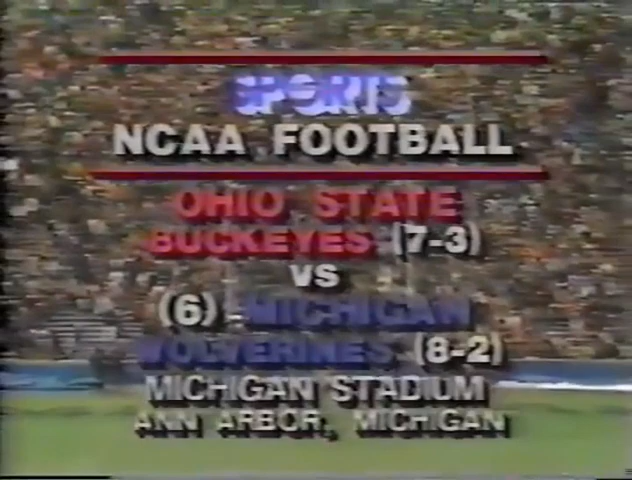 SPORTS
NCAA FOOTBALL
OHIO STATE
BUCKEYES (7-3)
VS
(6) MICHIGAN
WOLVERINES (8-2)
MICHIGAN STADIUM
ANN ARBOR, MICHIGAN